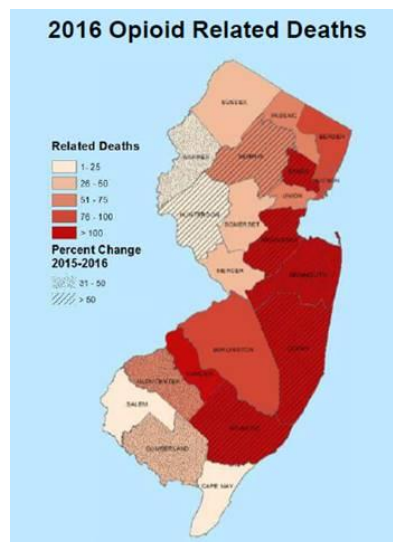 2016 Opioid Related Deaths
SUSSEX
PASSAIC
BERGEN
WARREN
MORRIS
ESSEX
HUDSON
UNION
HUNTERDON
SOMERSET
MIDDLESEX
MERCER
MONMOUTH
OCEAN
BURLINGTON
CAMDEN
GLOUCESTER
SALEM
ATLANTIC
CUMBERLAND
CAPE MAY
Related Deaths
1 - 25
26 - 50
51 - 75
76 - 100
> 100
Percent Change
2015-2016
31 - 50
> 50